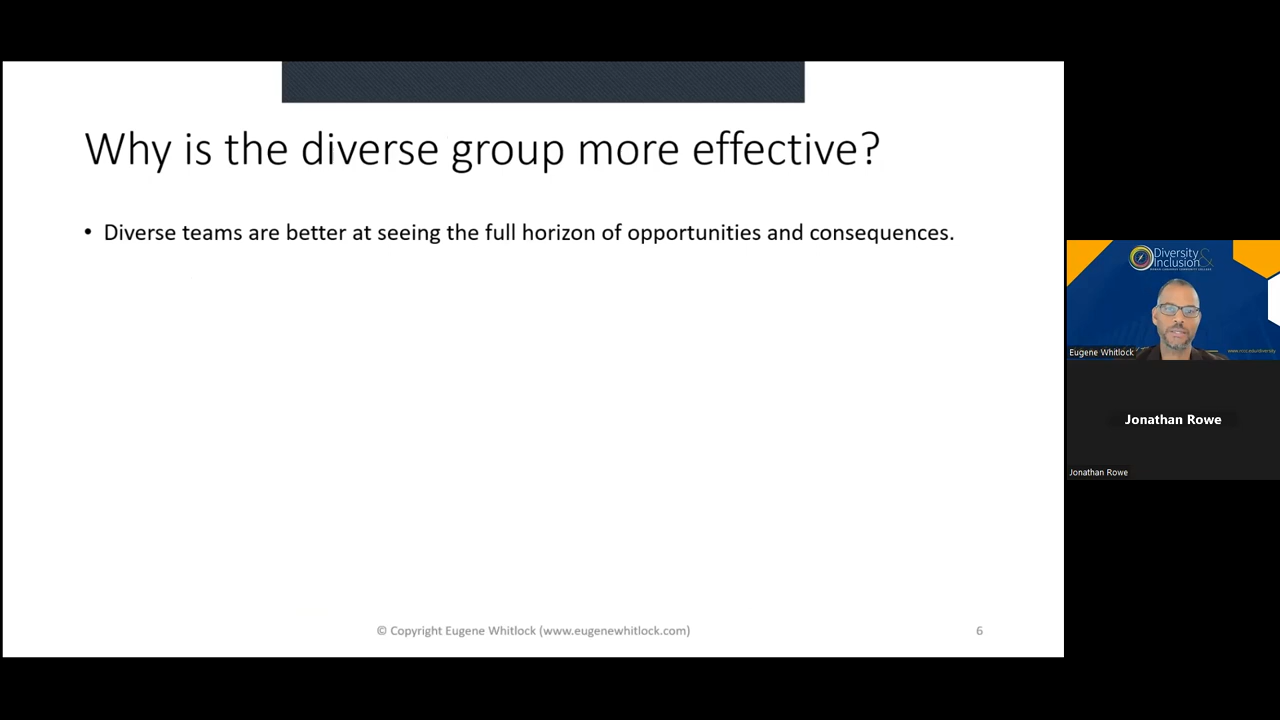 Why is the diverse group more effective?
• Diverse teams are better at seeing the full horizon of opportunities and consequences.
© Copyright Eugene Whitlock (www.eugenewhitlock.com)
6
Diversity &
Inclusion
Eugene Whitlock
Jonathan Rowe
Jonathan Rowe